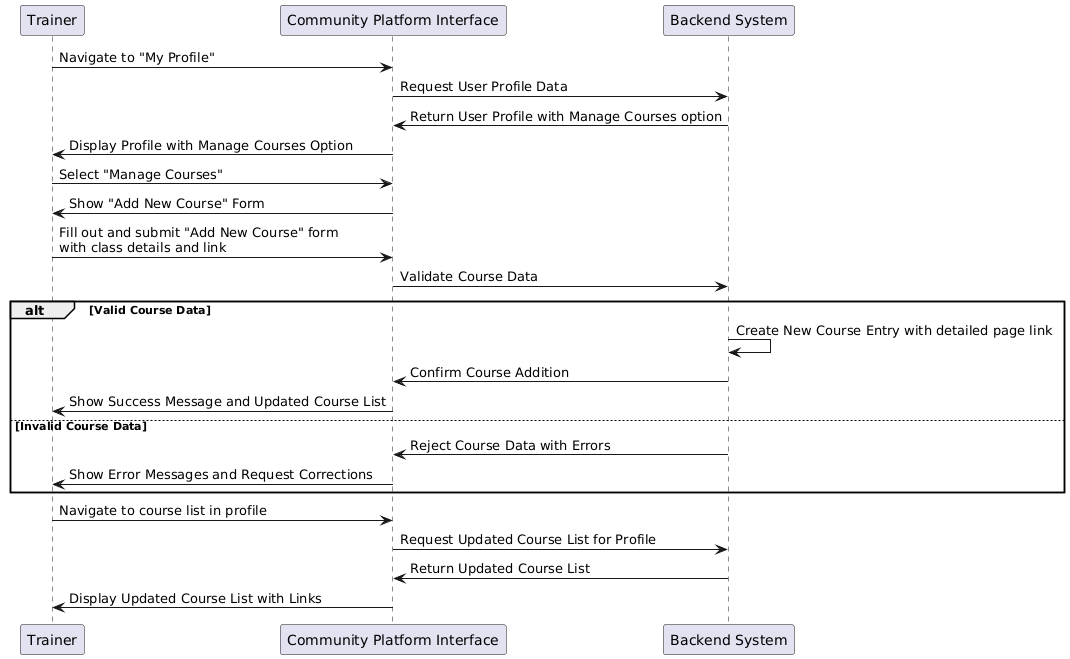 Trainer
Community Platform Interface
Backend System
Navigate to "My Profile"
Request User Profile Data
Return User Profile with Manage Courses option
Display Profile with Manage Courses Option
Select "Manage Courses"
Show "Add New Course" Form
Fill out and submit "Add New Course" form
with class details and link
Validate Course Data
alt
[Valid Course Data]
Create New Course Entry with detailed page link
Confirm Course Addition
Show Success Message and Updated Course List
[Invalid Course Data]
Reject Course Data with Errors
Show Error Messages and Request Corrections
Navigate to course list in profile
Request Updated Course List for Profile
Return Updated Course List
Display Updated Course List with Links
Trainer
Community Platform Interface
Backend System